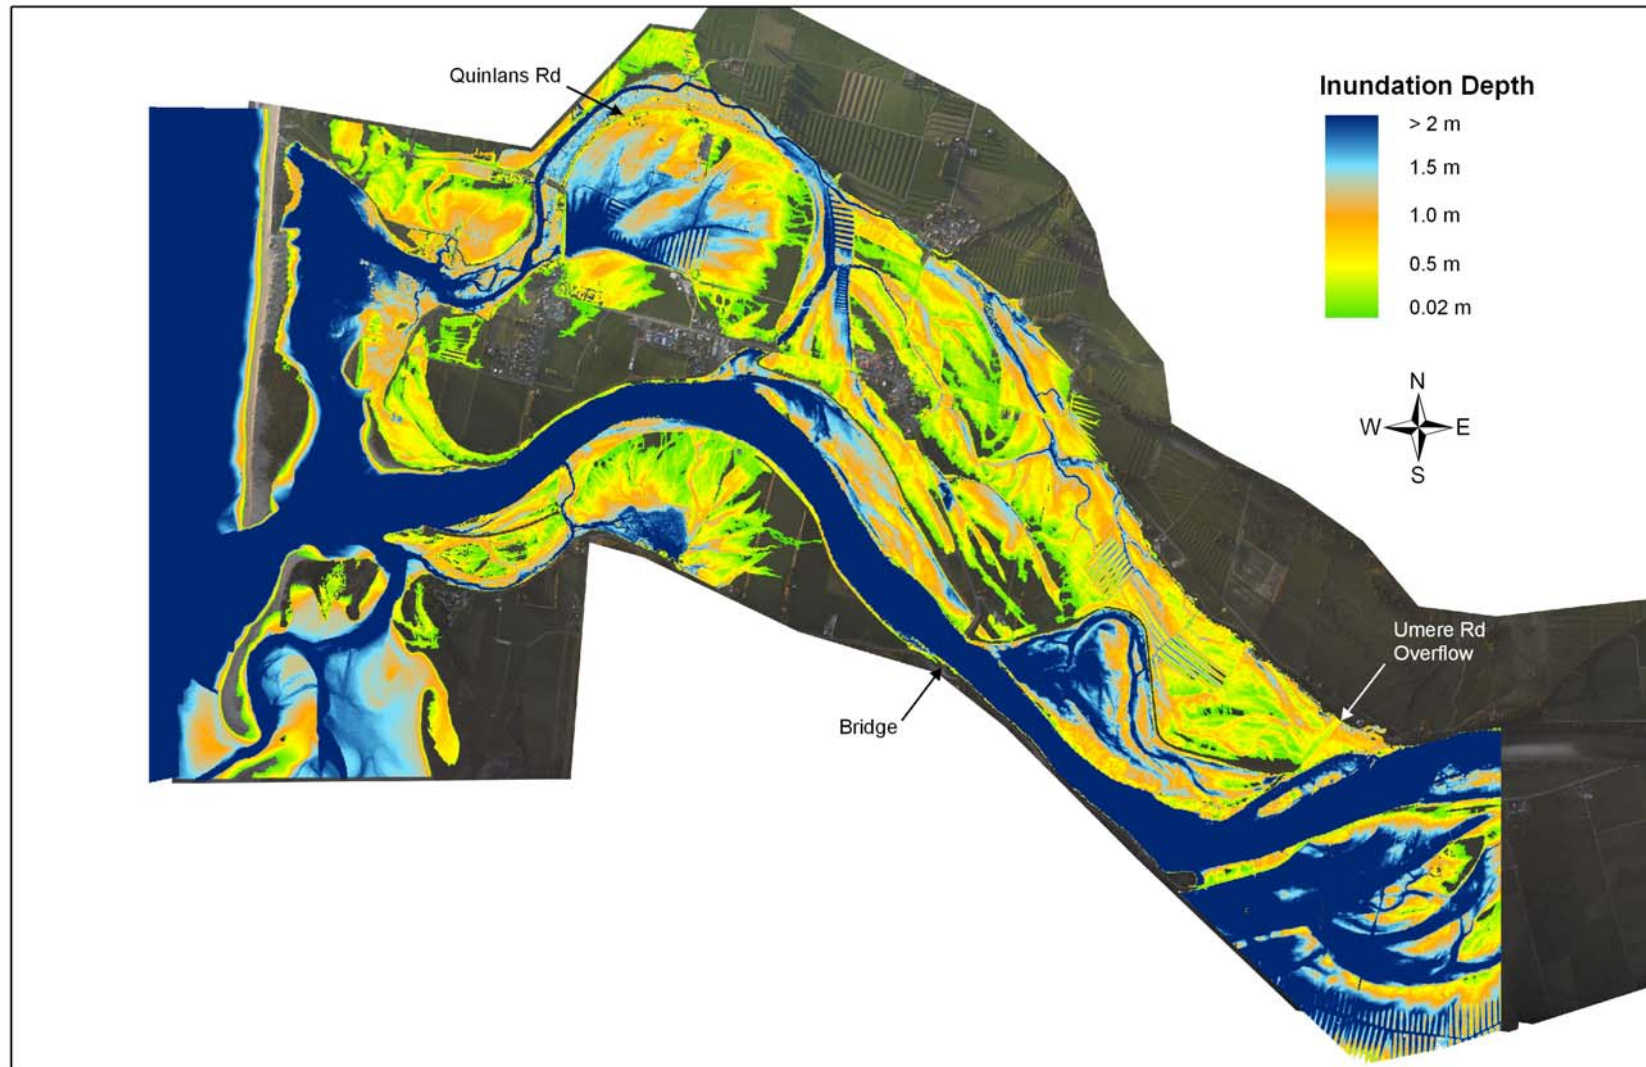 Quinlans Rd
Inundation Depth
> 2 m
1.5 m
1.0 m
0.5 m
0.02 m
N
W E
S
Umere Rd
Overflow
Bridge